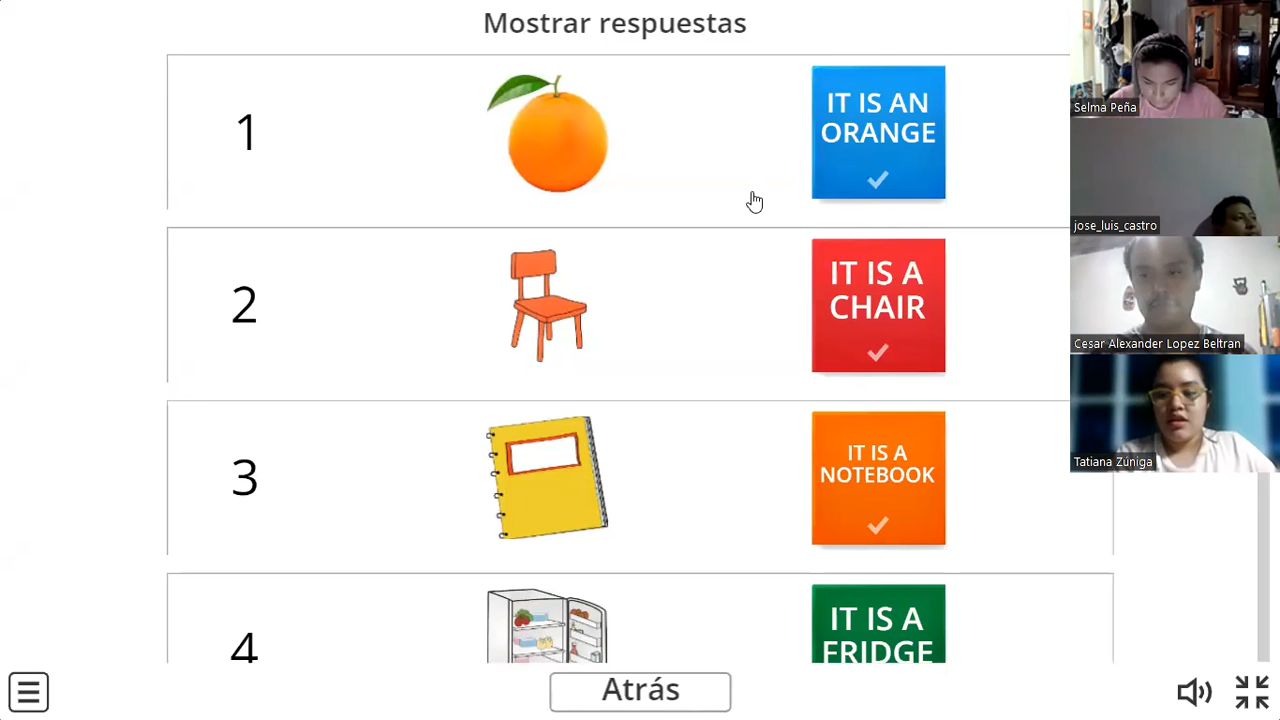 Mostrar respuestas
1
IT IS AN
ORANGE
2
IT IS A
CHAIR
3
IT IS A
NOTEBOOK
4
IT IS A
FRIDGE
Atrás
Selma Peña
jose_luis_castro
Cesar Alexander Lopez Beltran
Tatiana Zúniga